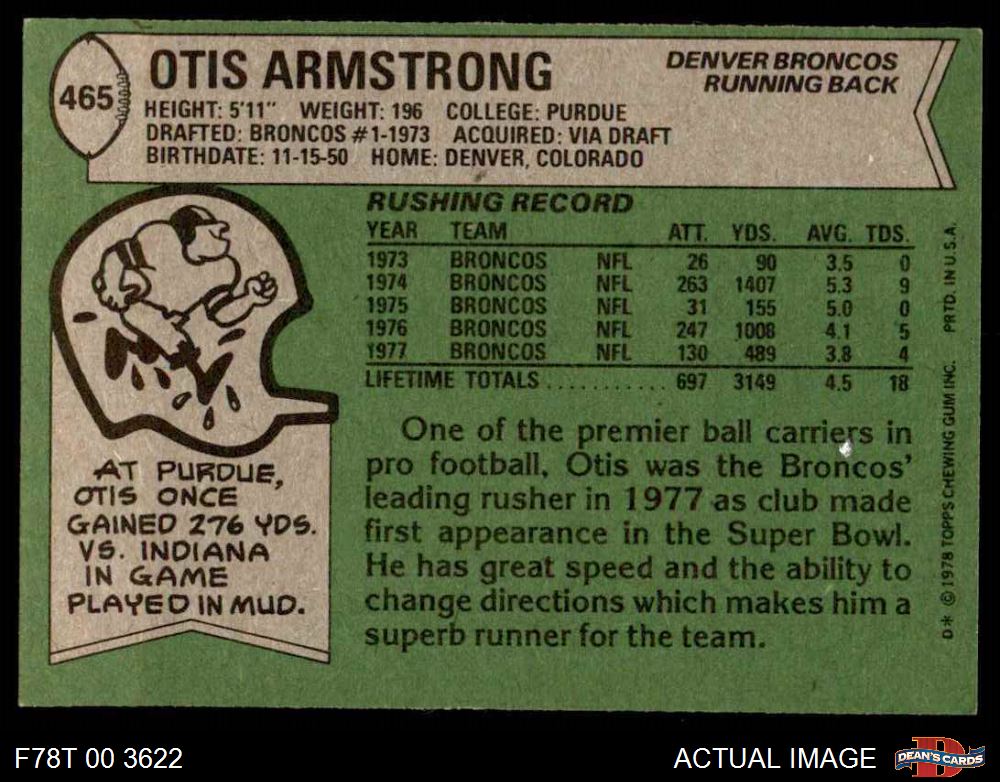 465
OTIS ARMSTRONG
DENVER BRONCOS
RUNNING BACK
HEIGHT: 5'11" WEIGHT: 196 COLLEGE: PURDUE
DRAFTED: BRONCOS #1-1973 ACQUIRED: VIA DRAFT
BIRTHDATE: 11-15-50 HOME: DENVER, COLORADO
RUSHING RECORD
YEAR TEAM ATT. YDS. AVG. TDS.
1973 BRONCOS NFL 26 90 3.5 0
1974 BRONCOS NFL 263 1407 5.3 9
1975 BRONCOS NFL 31 155 5.0 0
1976 BRONCOS NFL 247 1008 4.1 5
1977 BRONCOS NFL 130 489 3.8 4
LIFETIME TOTALS . . . . . . . . . . . 697 3149 4.5 18
AT PURDUE,
OTIS ONCE
GAINED 276 YDS.
VS. INDIANA
IN GAME
PLAYED IN MUD.
One of the premier ball carriers in
pro football, Otis was the Broncos'
leading rusher in 1977 as club made
first appearance in the Super Bowl.
He has great speed and the ability to
change directions which makes him a
superb runner for the team.
D* © 1978 TOPPS CHEWING GUM INC. PRTD. IN U.S.A.
F78T 00 3622
ACTUAL IMAGE
D
DEAN'S CARDS